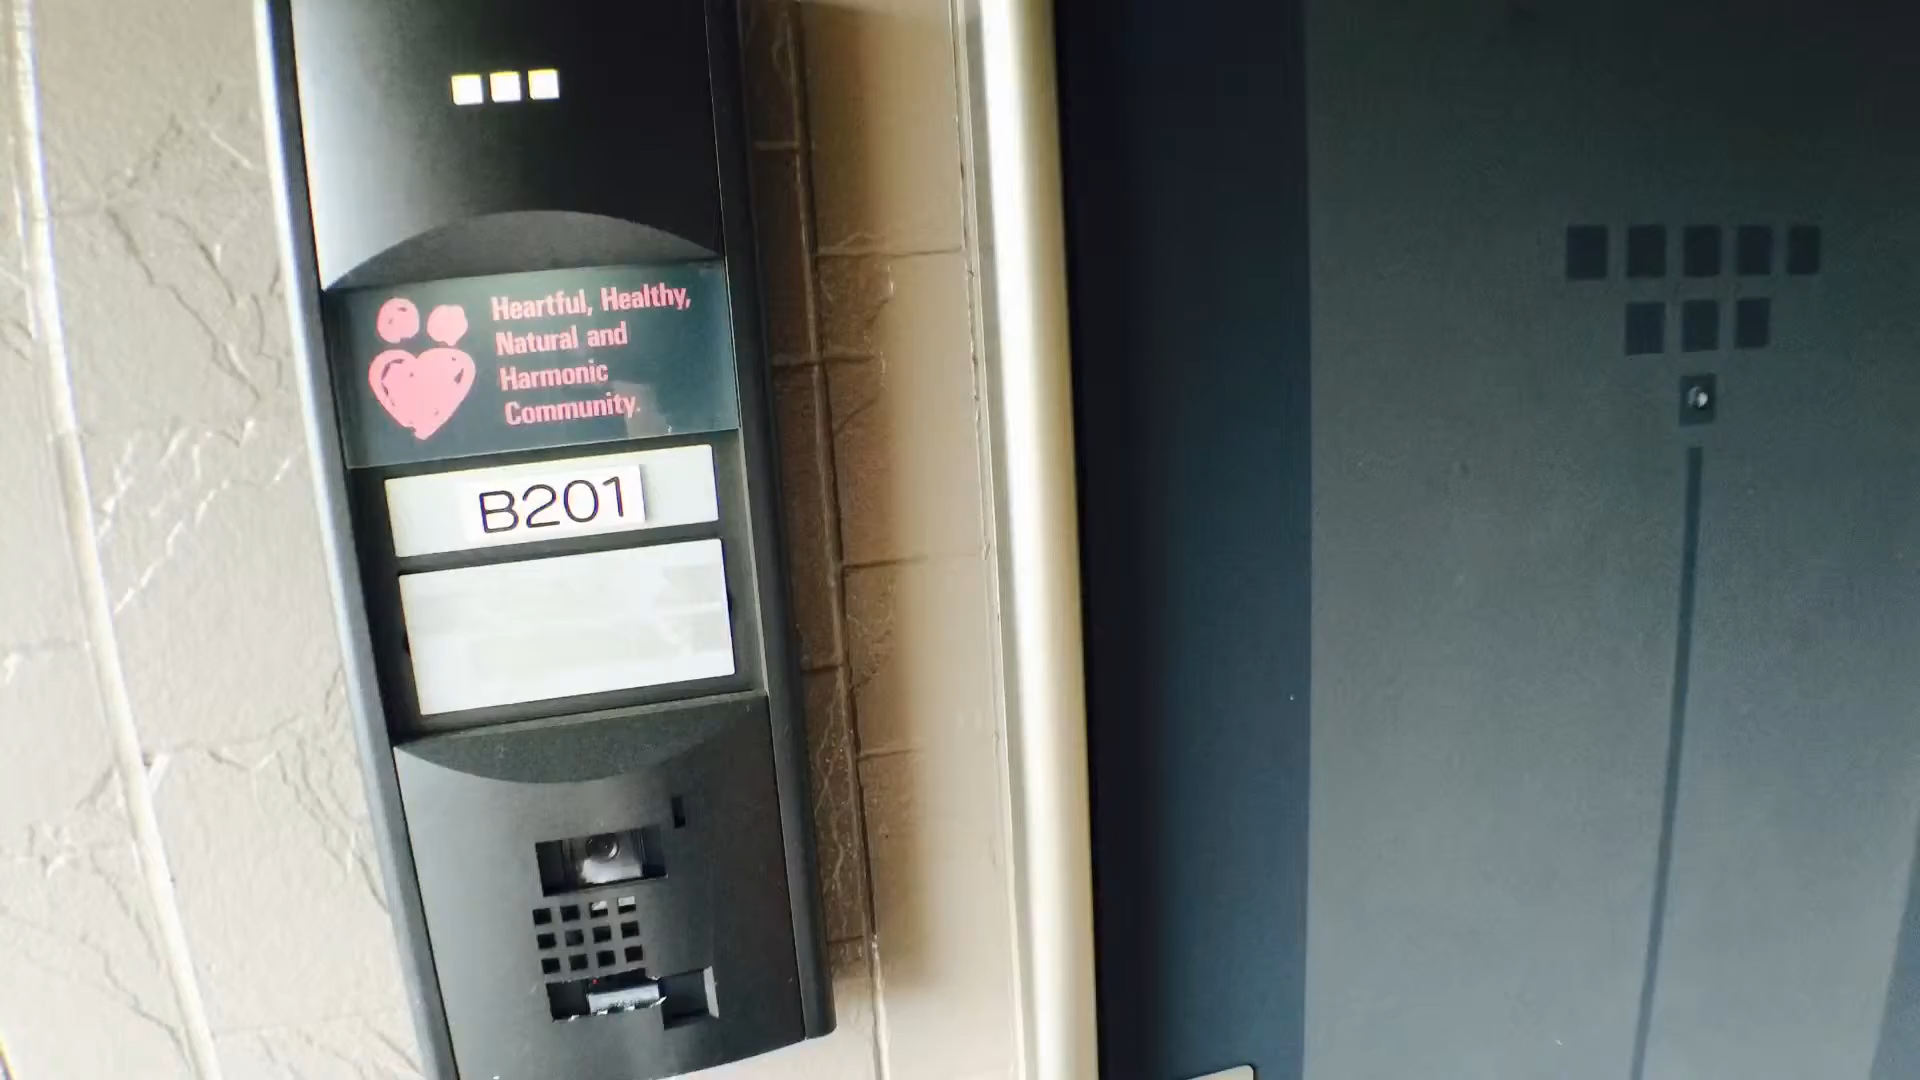 Heartful, Healthy,
Natural and
Harmonic
Community.
B201